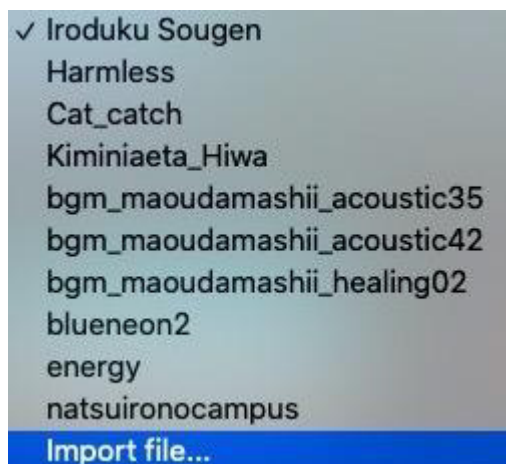 ✓ Iroduku Sougen
Harmless
Cat_catch
Kiminiaeta_Hiwa
bgm_maoudamashii_acoustic35
bgm_maoudamashii_acoustic42
bgm_maoudamashii_healing02
blueneon2
energy
natsuironocampus
Import file...